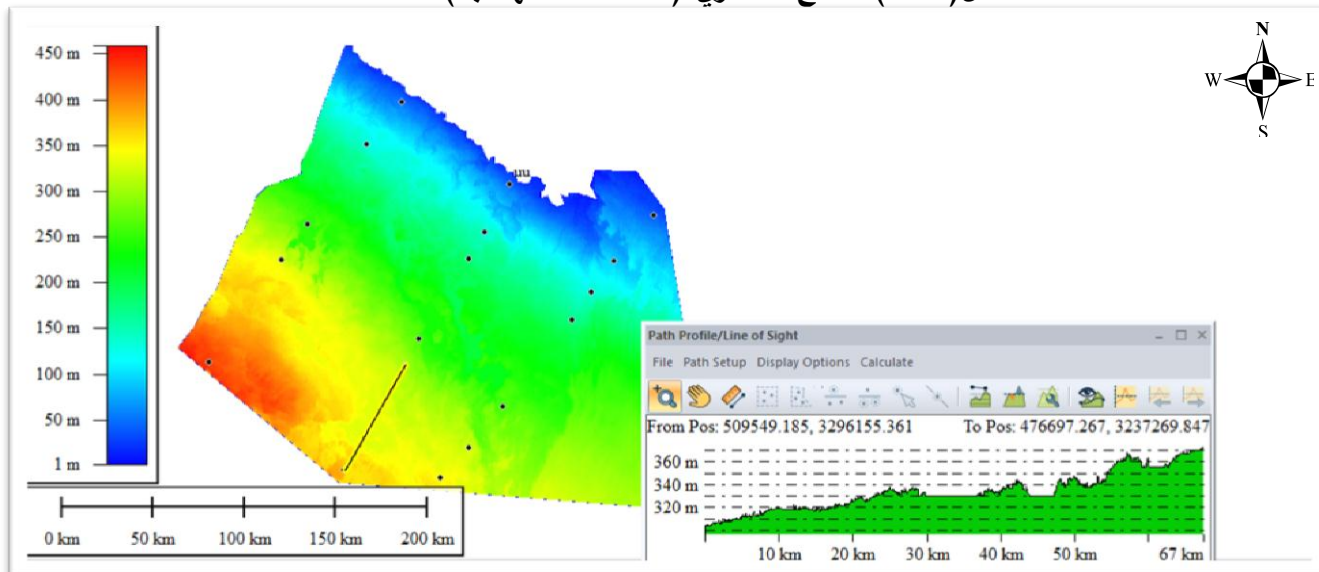 450 m
400 m
350 m
300 m
250 m
200 m
150 m
100 m
50 m
1 m
N
W E
S
uu
0 km 50 km 100 km 150 km 200 km
Path Profile/Line of Sight
File Path Setup Display Options Calculate
From Pos: 509549.185, 3296155.361 To Pos: 476697.267, 3237269.847
360 m
340 m
320 m
10 km 20 km 30 km 40 km 50 km 67 km